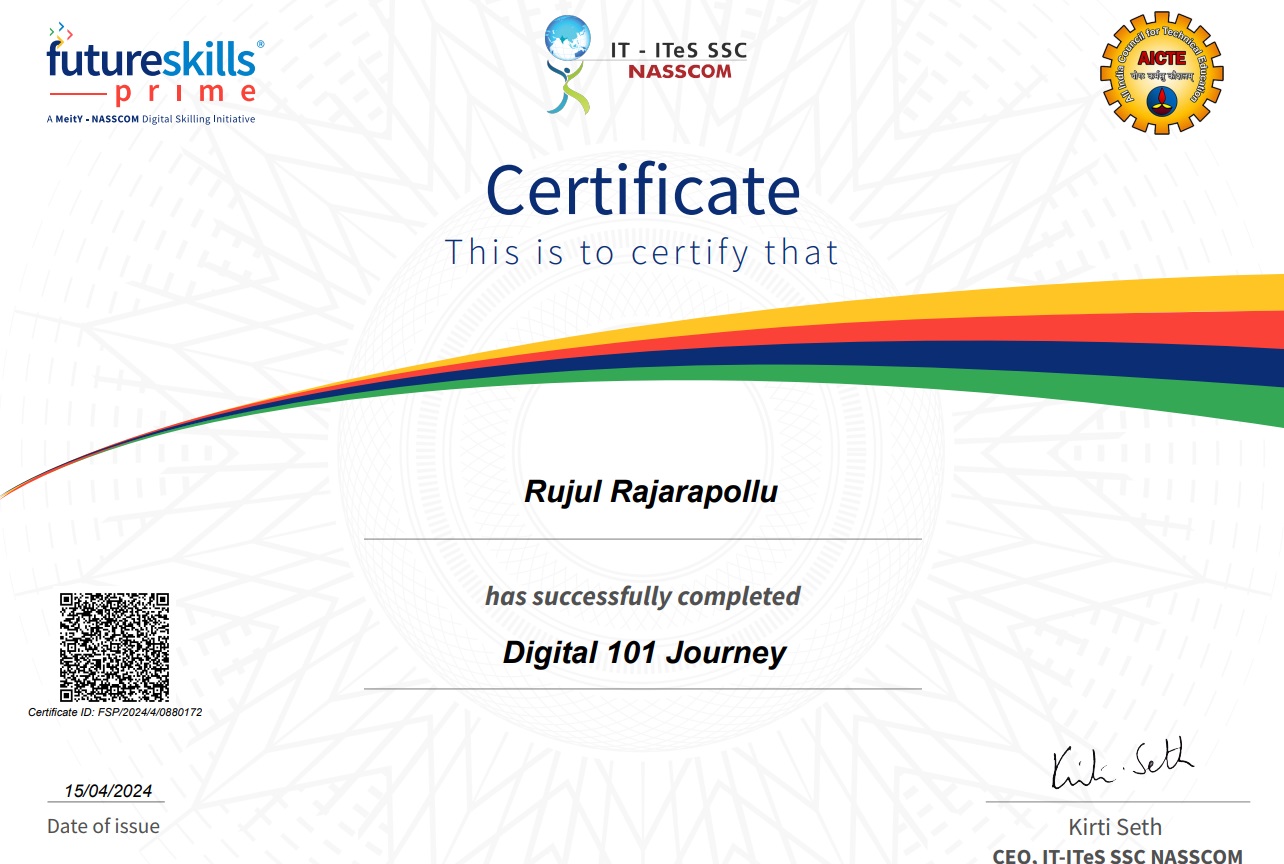 futureskills®
prime
A MeitY - NASSCOM Digital Skilling Initiative
IT - ITeS SSC
NASSCOM
All India Council for Technical Education
AICTE
योगः कर्मसु कौशलम्
Certificate
This is to certify that
Rujul Rajarapollu
has successfully completed
Digital 101 Journey
Certificate ID: FSP/2024/4/0880172
15/04/2024
Date of issue
Kirti Seth
Kirti Seth
CEO, IT-ITeS SSC NASSCOM